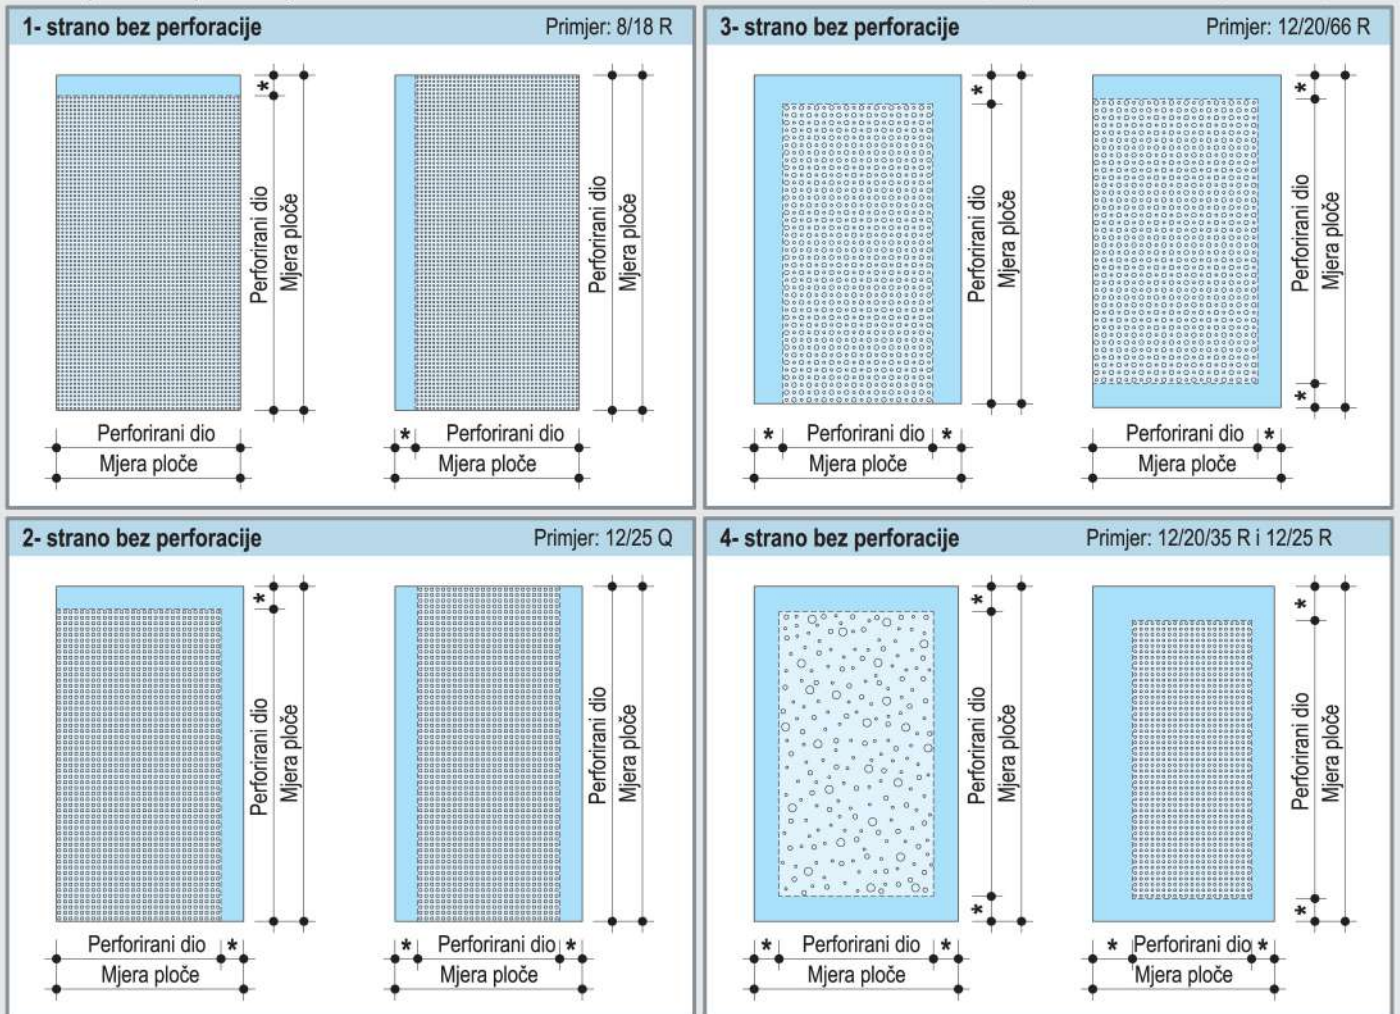 1- strano bez perforacije Primjer: 8/18 R
*
Perforirani dio
Mjera ploče
Perforirani dio
Mjera ploče
Perforirani dio
Mjera ploče
* Perforirani dio
Mjera ploče
3- strano bez perforacije Primjer: 12/20/66 R
*
Perforirani dio
Mjera ploče
*
Perforirani dio
Mjera ploče
*
* Perforirani dio *
Mjera ploče
Perforirani dio *
Mjera ploče
2- strano bez perforacije Primjer: 12/25 Q
*
Perforirani dio
Mjera ploče
Perforirani dio
Mjera ploče
Perforirani dio *
Mjera ploče
* Perforirani dio *
Mjera ploče
4- strano bez perforacije Primjer: 12/20/35 R i 12/25 R
*
Perforirani dio
Mjera ploče
*
*
Perforirani dio
Mjera ploče
*
* Perforirani dio *
Mjera ploče
* Perforirani dio *
Mjera ploče